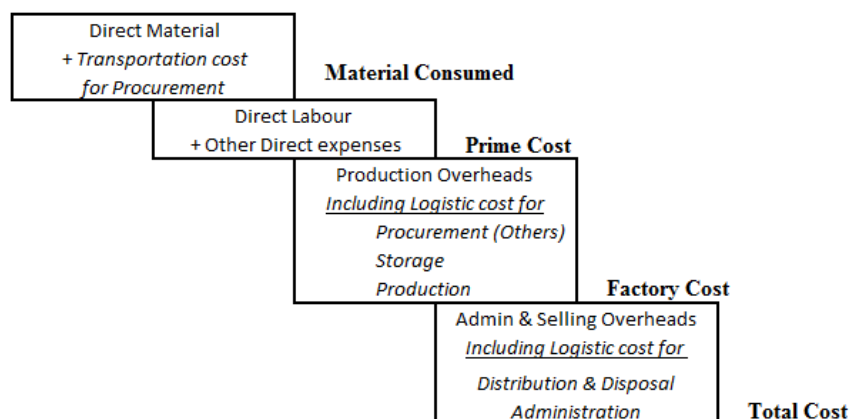 Direct Material
+ Transportation cost
for Procurement
Material Consumed
Direct Labour
+ Other Direct expenses
Prime Cost
Production Overheads
Including Logistic cost for
Procurement (Others)
Storage
Production
Factory Cost
Admin & Selling Overheads
Including Logistic cost for
Distribution & Disposal
Administration
Total Cost